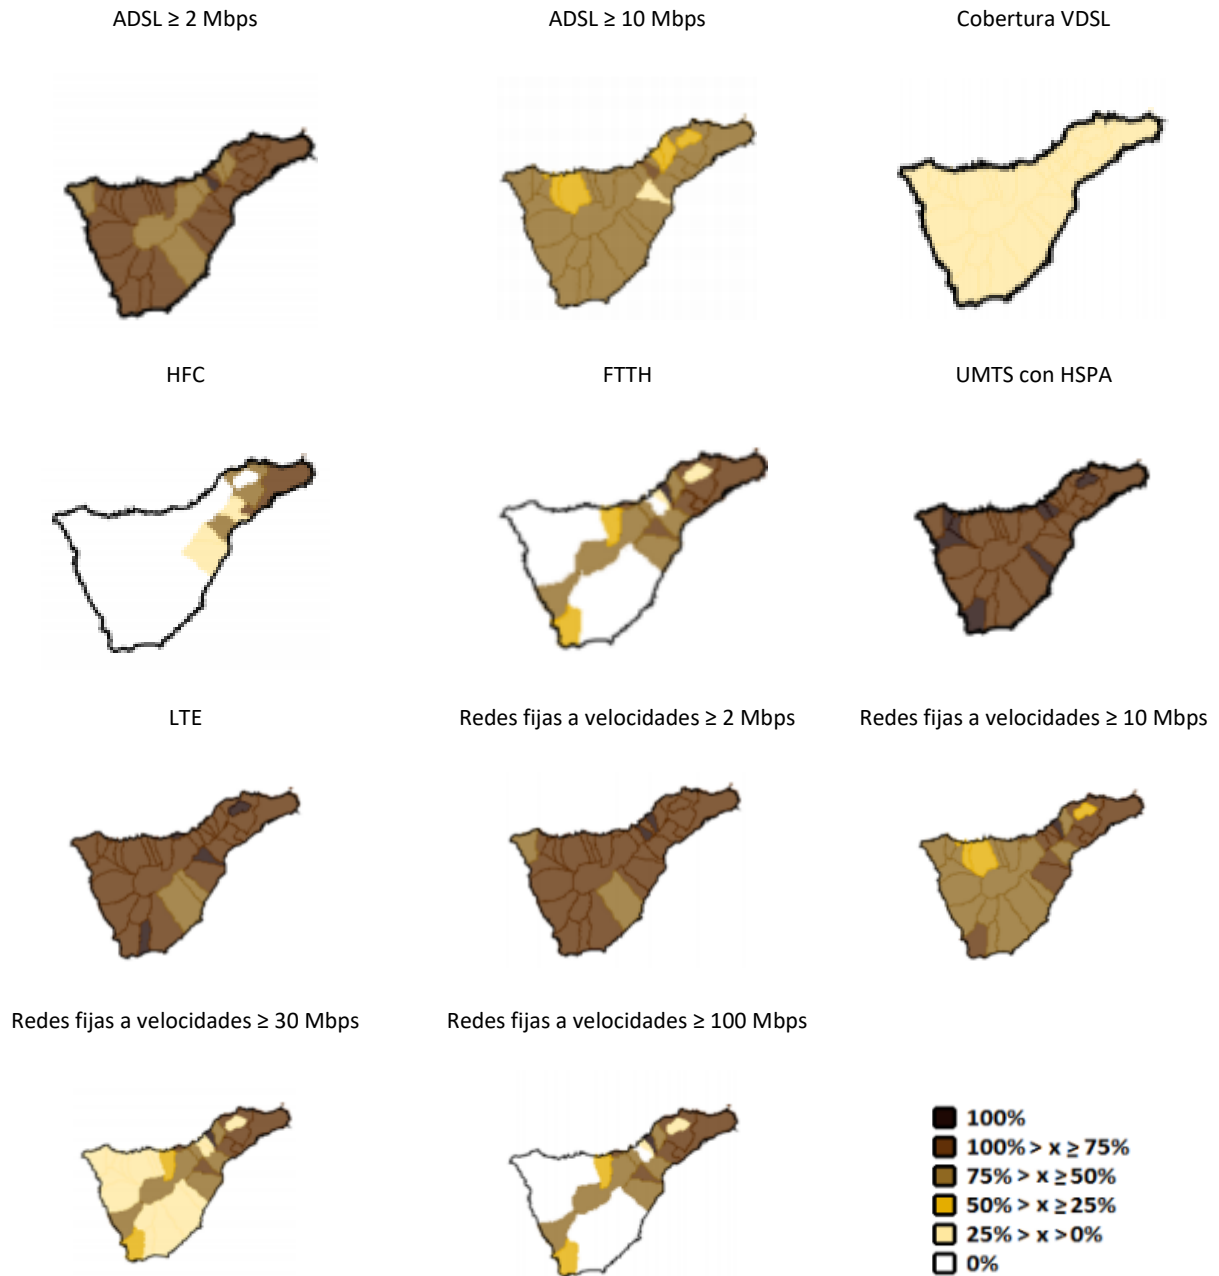 ADSL ≥ 2 Mbps
ADSL ≥ 10 Mbps
Cobertura VDSL
HFC
FTTH
UMTS con HSPA
LTE
Redes fijas a velocidades ≥ 2 Mbps
Redes fijas a velocidades ≥ 10 Mbps
Redes fijas a velocidades ≥ 30 Mbps
Redes fijas a velocidades ≥ 100 Mbps
100%
100% > x ≥ 75%
75% > x ≥ 50%
50% > x ≥ 25%
25% > x > 0%
0%